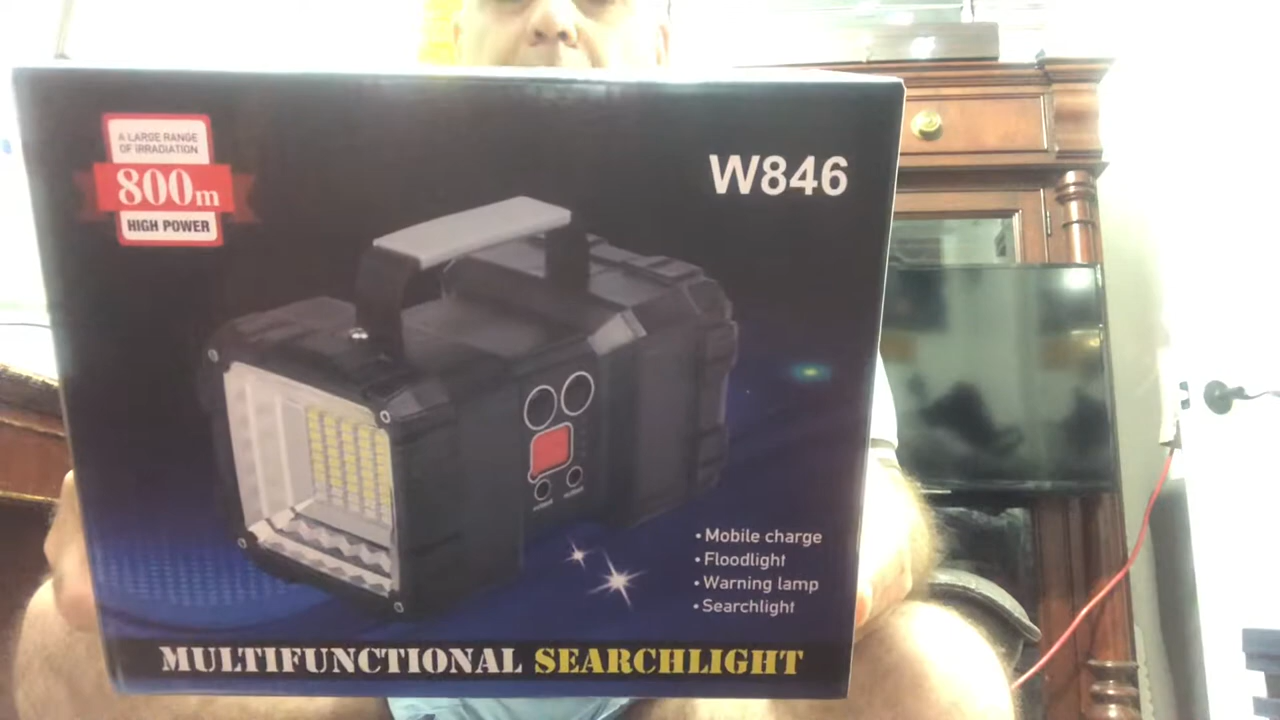 A LARGE RANGE
OF IRRADIATION
800m
HIGH POWER
W846
• Mobile charge
• Floodlight
• Warning lamp
• Searchlight
MULTIFUNCTIONAL SEARCHLIGHT